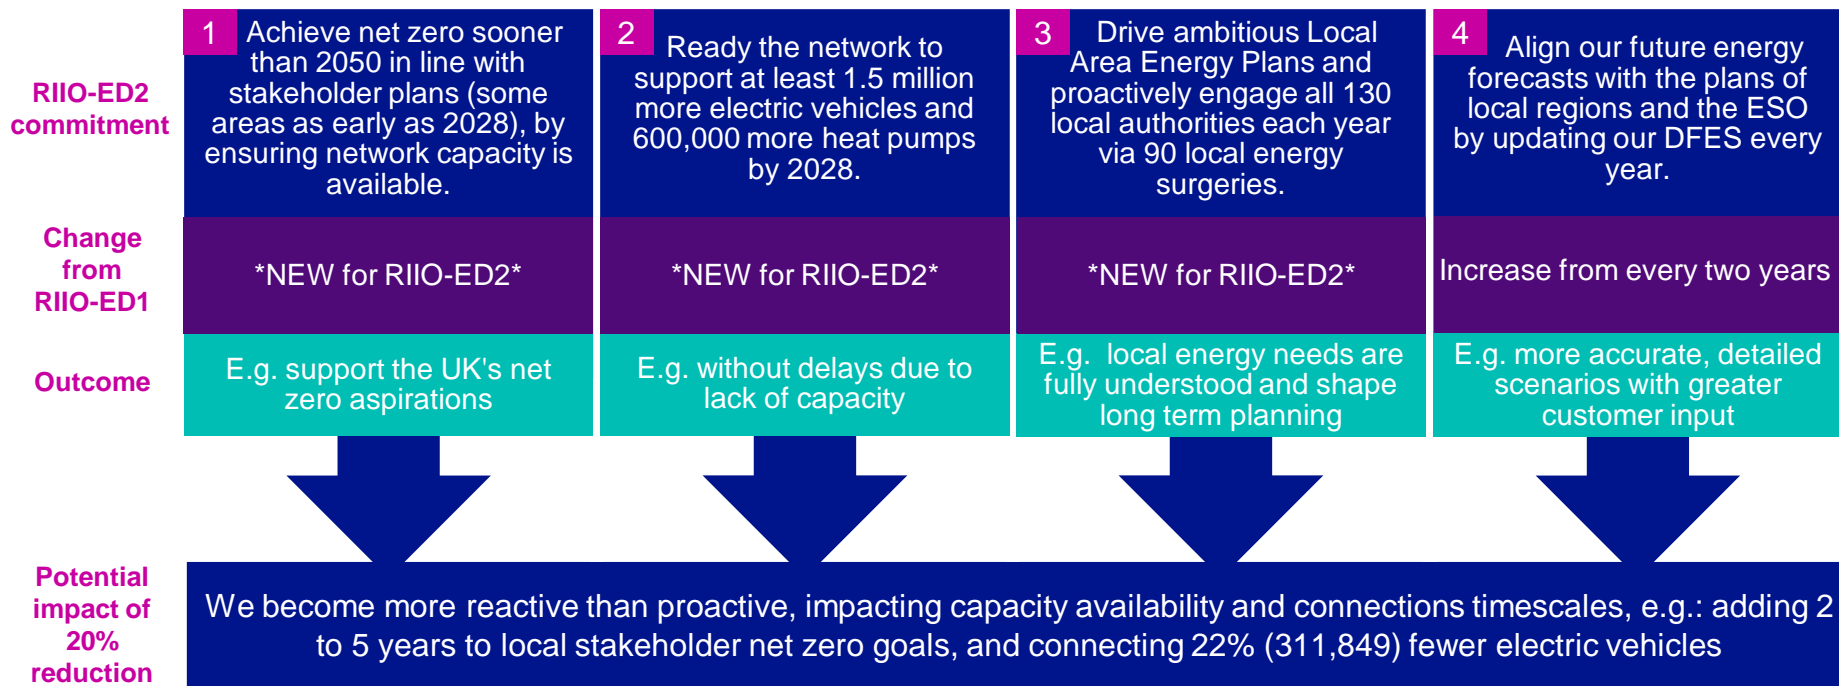 RIIO-ED2
commitment
1
Achieve net zero sooner
than 2050 in line with
stakeholder plans (some
areas as early as 2028), by
ensuring network capacity is
available.
2
Ready the network to
support at least 1.5 million
more electric vehicles and
600,000 more heat pumps
by 2028.
3
Drive ambitious Local
Area Energy Plans and
proactively engage all 130
local authorities each year
via 90 local energy
surgeries.
4
Align our future energy
forecasts with the plans of
local regions and the ESO
by updating our DFES every
year.
Change
from
RIIO-ED1
*NEW for RIIO-ED2*
*NEW for RIIO-ED2*
*NEW for RIIO-ED2*
Increase from every two years
Outcome
E.g. support the UK's net
zero aspirations
E.g. without delays due to
lack of capacity
E.g. local energy needs are
fully understood and shape
long term planning
E.g. more accurate, detailed
scenarios with greater
customer input
Potential
impact of
20%
reduction
We become more reactive than proactive, impacting capacity availability and connections timescales, e.g.: adding 2
to 5 years to local stakeholder net zero goals, and connecting 22% (311,849) fewer electric vehicles